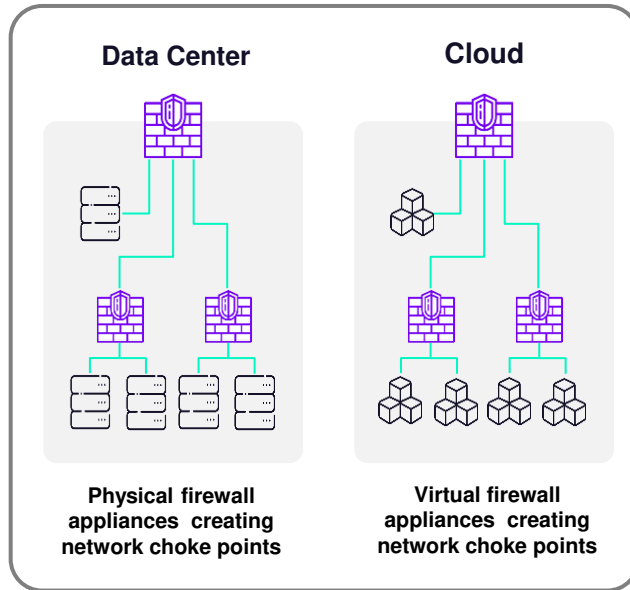 Data Center
Cloud
Physical firewall
appliances creating
network choke points
Virtual firewall
appliances creating
network choke points